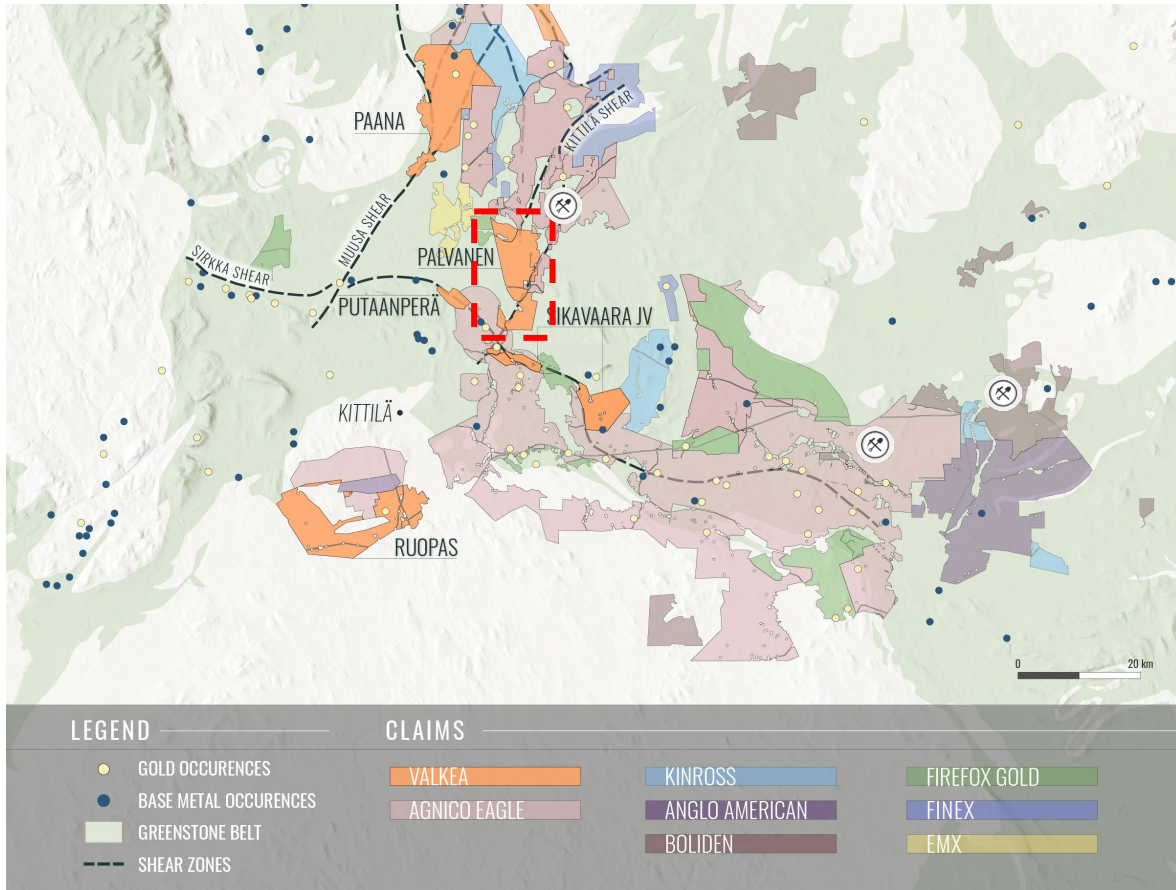 PAANA
KITTILÄ SHEAR
MUUSA SHEAR
SIRKKA SHEAR
PALVANEN
PUTAANPERÄ
SIKAVAARA JV
KITTILÄ
RUOPAS
0 20 km
LEGEND
GOLD OCCURENCES
BASE METAL OCCURENCES
GREENSTONE BELT
SHEAR ZONES
CLAIMS
VALKEA
AGNICO EAGLE
KINROSS
ANGLO AMERICAN
BOLIDEN
FIREFOX GOLD
FINEX
EMX